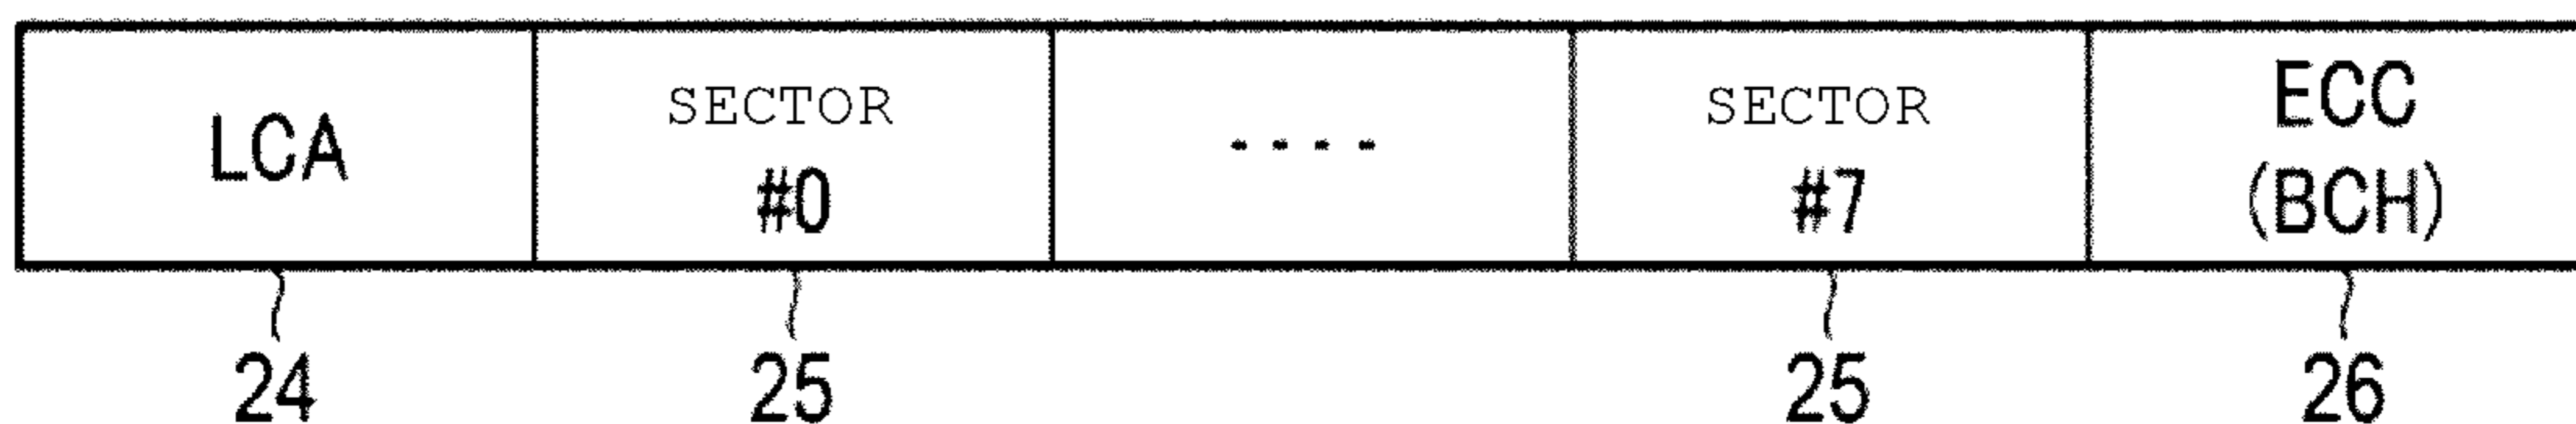 LCA
SECTOR
#0
- - - -
SECTOR
#7
ECC
(BCH)
24
25
25
26